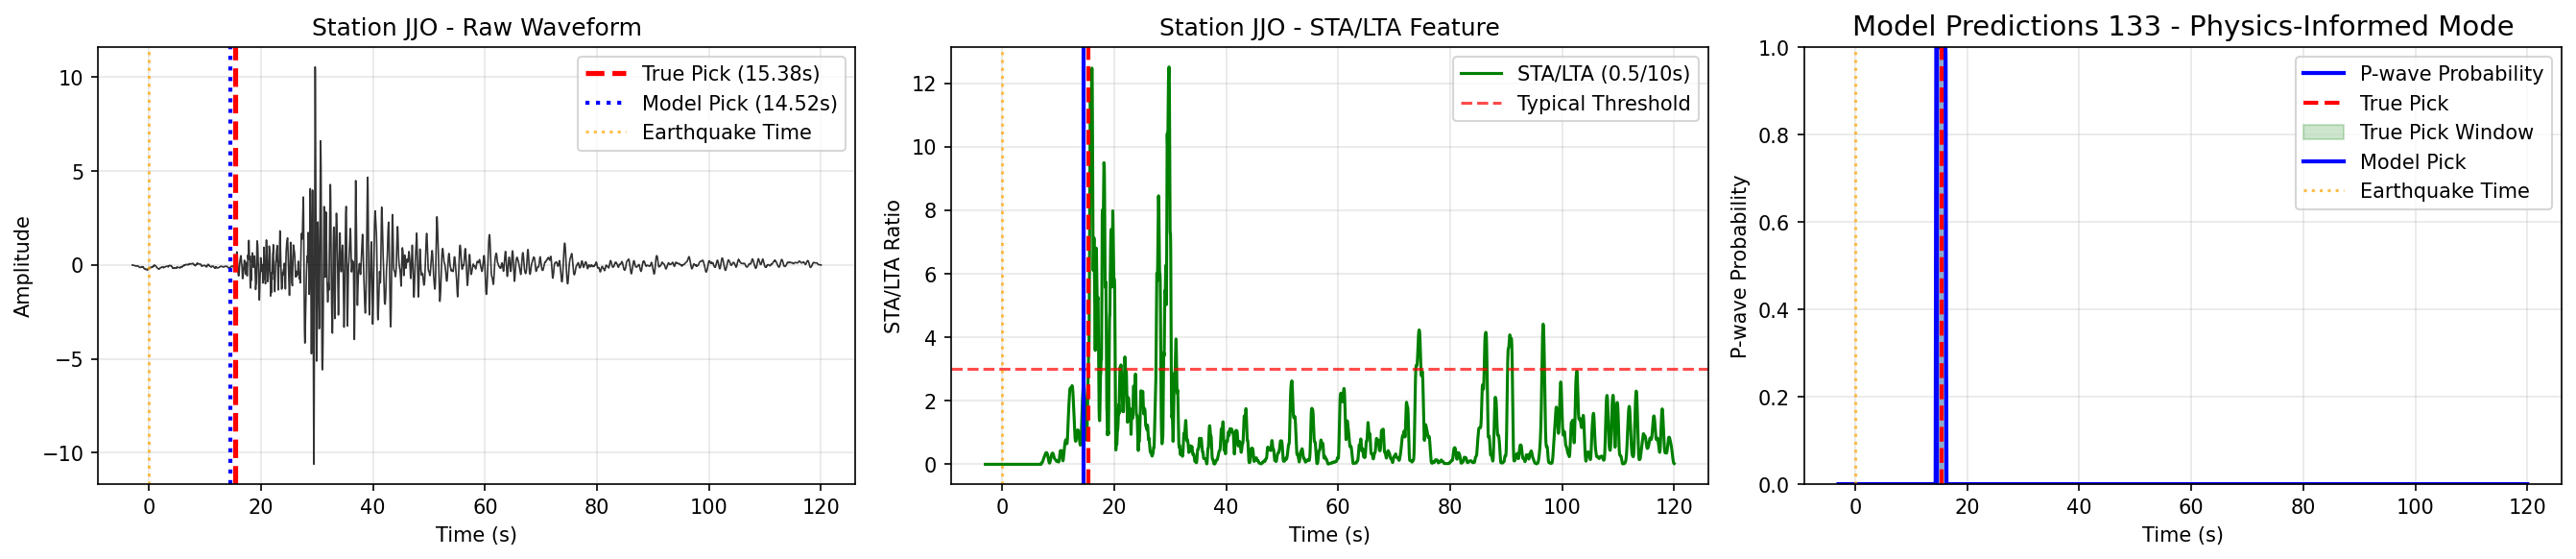 Station JJO - Raw Waveform
Amplitude
10
5
0
−5
−10
True Pick (15.38s)
Model Pick (14.52s)
Earthquake Time
0 20 40 60 80 100 120
Time (s)
Station JJO - STA/LTA Feature
STA/LTA Ratio
12
10
8
6
4
2
0
STA/LTA (0.5/10s)
Typical Threshold
0 20 40 60 80 100 120
Time (s)
Model Predictions 133 - Physics-Informed Mode
P-wave Probability
1.0
0.8
0.6
0.4
0.2
0.0
P-wave Probability
True Pick
True Pick Window
Model Pick
Earthquake Time
0 20 40 60 80 100 120
Time (s)